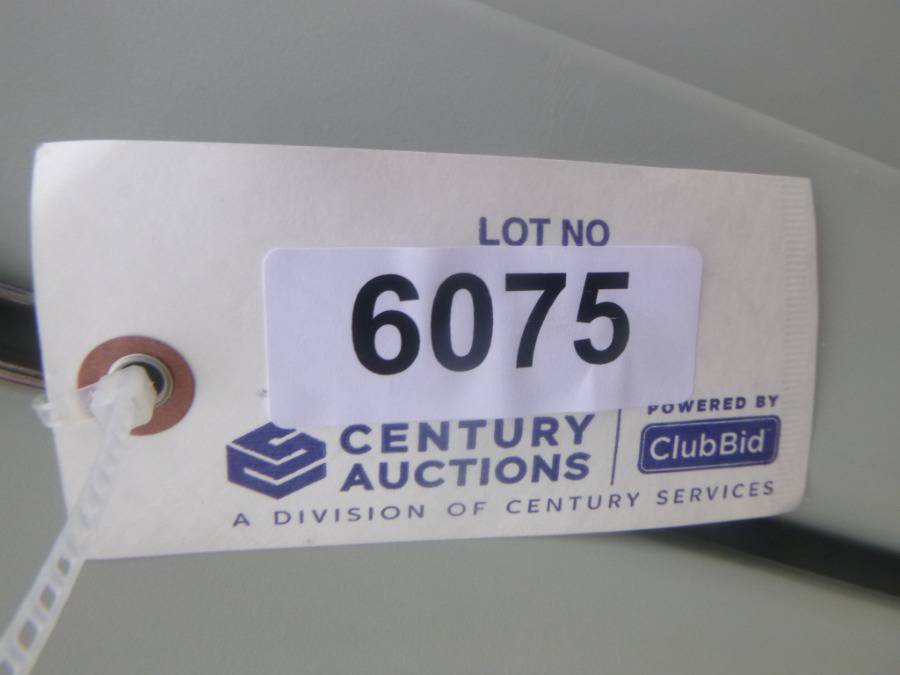 LOT NO
6075
CENTURY
AUCTIONS
POWERED BY
ClubBid
A DIVISION OF CENTURY SERVICES